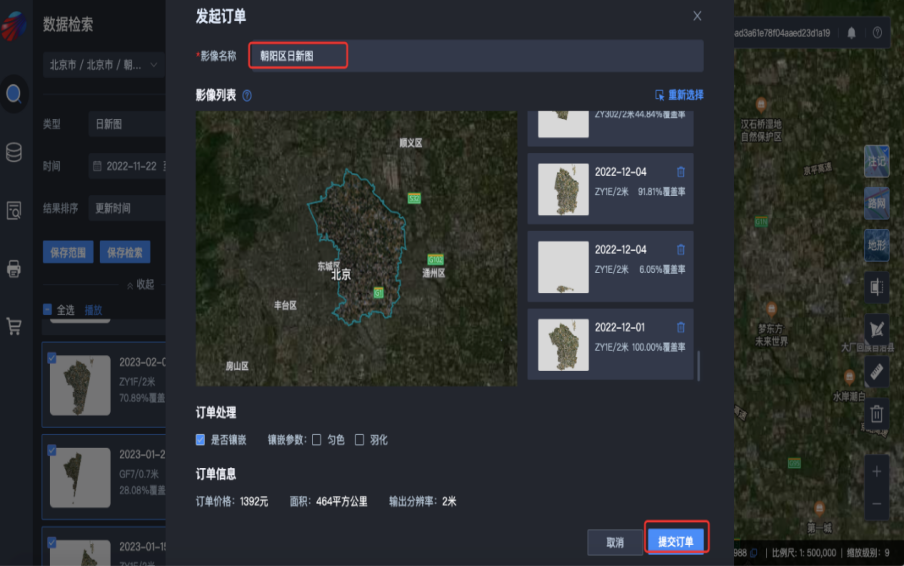 数据检索
北京市 / 北京市 / 朝...
类型 日新图
时间 2022-11-22
结果排序 更新时间
保存范围 保存检索
收起
全选 播放
2023-02-0
ZY1F/2米
70.89%覆盖
2023-01-2
GF7/0.7米
28.08%覆盖
2023-01-1
发起订单
*影像名称 朝阳区日新图
影像列表
重新选择
顺义区
东城区
北京
通州区
丰台区
房山区
ZY302/2米 44.84%覆盖率
2022-12-04
ZY1E/2米 91.81%覆盖率
2022-12-04
ZY1E/2米 6.05%覆盖率
2022-12-01
ZY1E/2米 100.00%覆盖率
订单处理
是否镶嵌 镶嵌参数: 匀色 羽化
订单信息
订单价格: 1392元 面积: 464平方公里 输出分辨率: 2米
取消 提交订单
ad3a61e78f04aaed23d1a19
汉石桥湿地
自然保护区
京平高速
注记
路网
地形
梦东方
未来世界
大厂回族自治县
水岸潮白
第一城
988 | 比例尺: 1: 500,000 | 缩放级别: 9